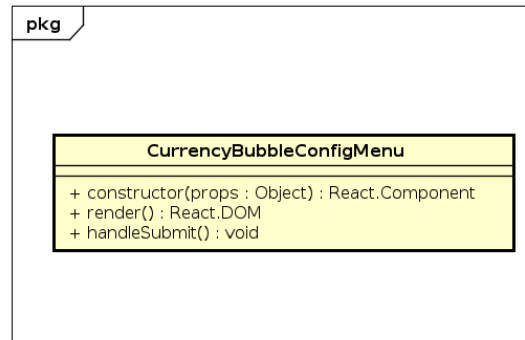 pkg
CurrencyBubbleConfigMenu
+ constructor(props : Object) : React.Component
+ render() : React.DOM
+ handleSubmit() : void